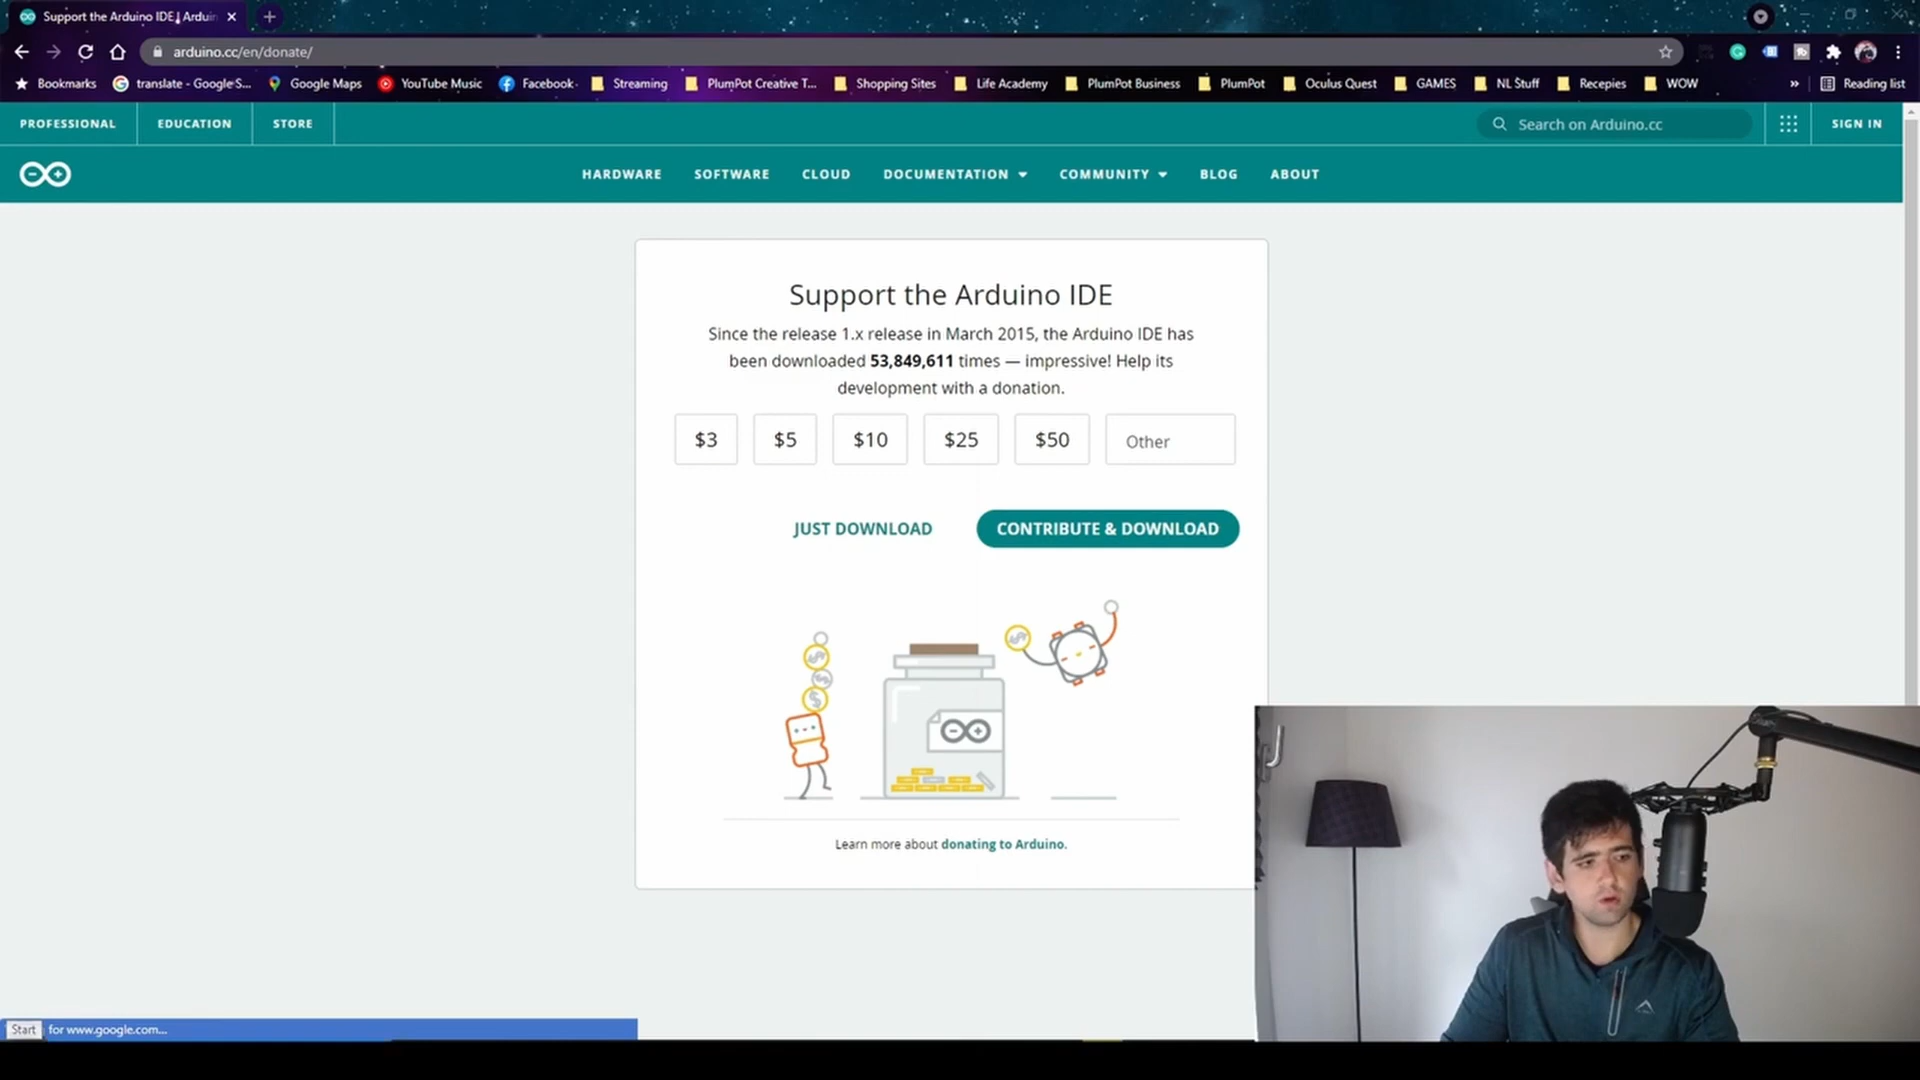 Support the Arduino IDE | Arduin
arduino.cc/en/donate/
Bookmarks
translate - Google S...
Google Maps
YouTube Music
Facebook
Streaming
PlumPot Creative T...
Shopping Sites
Life Academy
PlumPot Business
PlumPot
Oculus Quest
GAMES
NL Stuff
Recepies
WOW
»
Reading list
PROFESSIONAL
EDUCATION
STORE
Search on Arduino.cc
SIGN IN
HARDWARE
SOFTWARE
CLOUD
DOCUMENTATION
COMMUNITY
BLOG
ABOUT
Support the Arduino IDE
Since the release 1.x release in March 2015, the Arduino IDE has
been downloaded 53,849,611 times — impressive! Help its
development with a donation.
$3
$5
$10
$25
$50
Other
JUST DOWNLOAD
CONTRIBUTE & DOWNLOAD
Learn more about donating to Arduino.
Start
for www.google.com...